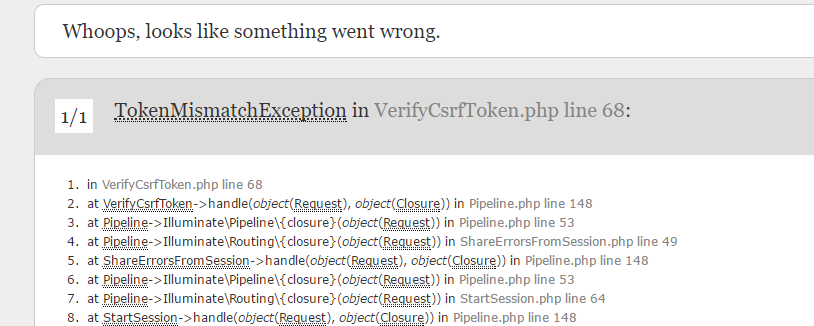 Whoops, looks like something went wrong.
1/1 TokenMismatchException in VerifyCsrfToken.php line 68:
1. in VerifyCsrfToken.php line 68
2. at VerifyCsrfToken->handle(object(Request), object(Closure)) in Pipeline.php line 148
3. at Pipeline->Illuminate\Pipeline\{closure}(object(Request)) in Pipeline.php line 53
4. at Pipeline->Illuminate\Routing\{closure}(object(Request)) in ShareErrorsFromSession.php line 49
5. at ShareErrorsFromSession->handle(object(Request), object(Closure)) in Pipeline.php line 148
6. at Pipeline->Illuminate\Pipeline\{closure}(object(Request)) in Pipeline.php line 53
7. at Pipeline->Illuminate\Routing\{closure}(object(Request)) in StartSession.php line 64
8. at StartSession->handle(object(Request), object(Closure)) in Pipeline.php line 148